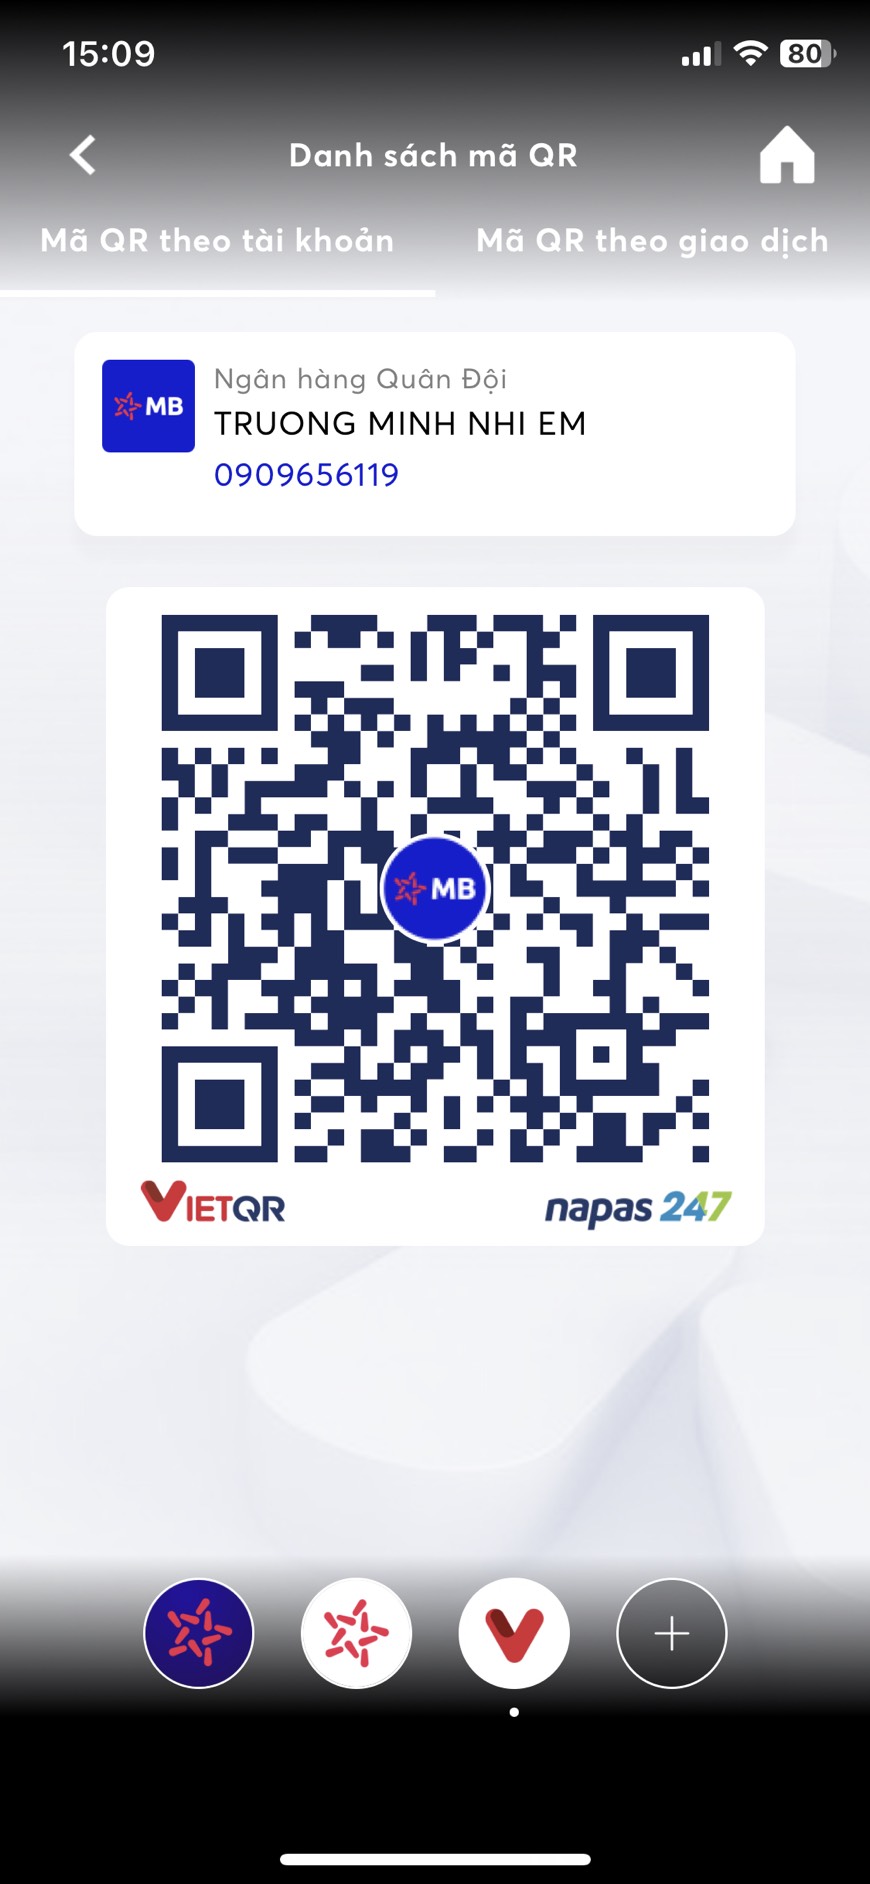 15:09
80
Danh sách mã QR
Mã QR theo tài khoản
Mã QR theo giao dịch
MB
Ngân hàng Quân Đội
TRUONG MINH NHI EM
0909656119
MB
VIETQR
napas 247